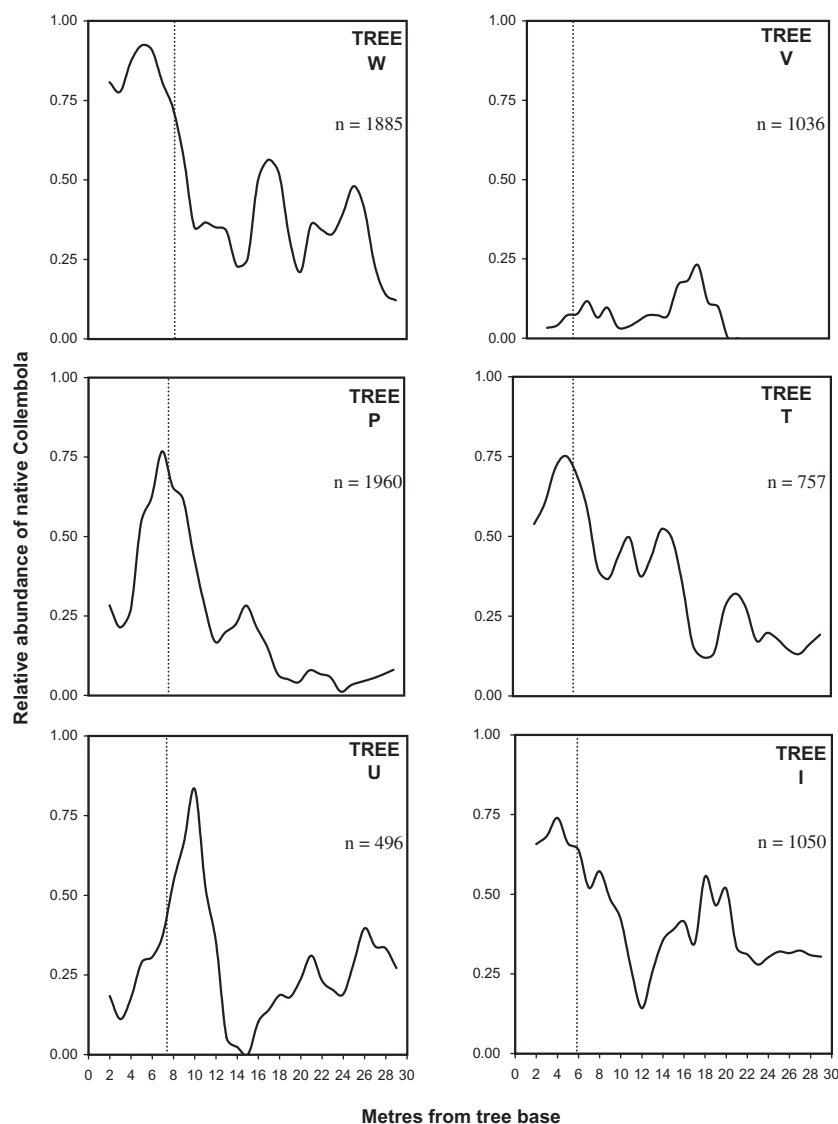 Relative abundance of native Collembola
1.00
0.75
0.50
0.25
0.00
TREE
W
n = 1885
1.00
0.75
0.50
0.25
0.00
TREE
V
n = 1036
1.00
0.75
0.50
0.25
0.00
TREE
P
n = 1960
1.00
0.75
0.50
0.25
0.00
TREE
T
n = 757
1.00
0.75
0.50
0.25
0.00
TREE
U
n = 496
0 2 4 6 8 10 12 14 16 18 20 22 24 26 28 30
1.00
0.75
0.50
0.25
0.00
TREE
I
n = 1050
0 2 4 6 8 10 12 14 16 18 20 22 24 26 28 30
Metres from tree base